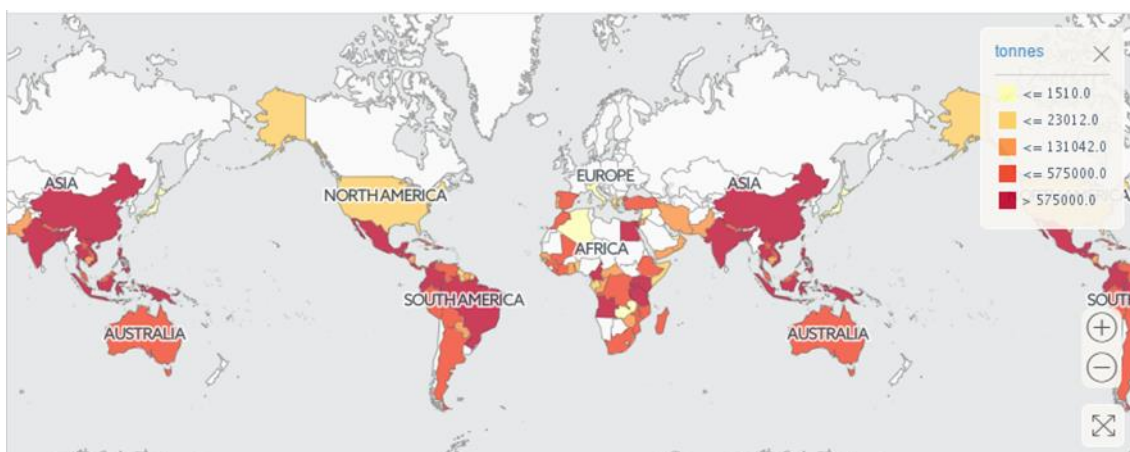 tonnes
<= 1510.0
<= 23012.0
<= 131042.0
<= 575000.0
> 575000.0
ASIA
NORTH AMERICA
EUROPE
ASIA
AFRICA
SOUTH AMERICA
SOUTH
AUSTRALIA
AUSTRALIA